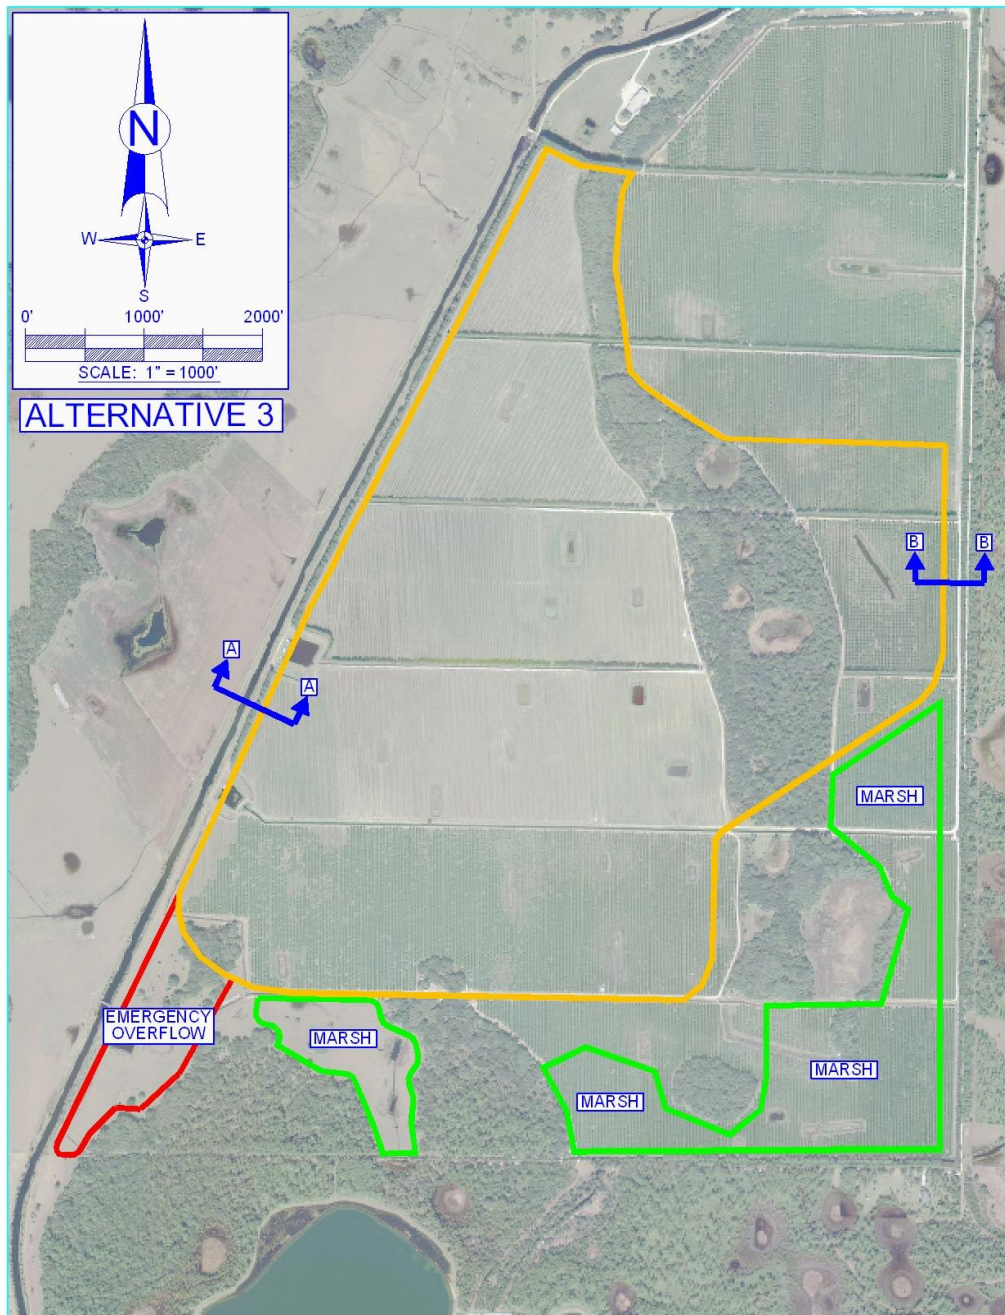 N
W E
S
0' 1000' 2000'
SCALE: 1" = 1000'
ALTERNATIVE 3
B B
A
A
MARSH
EMERGENCY
OVERFLOW
MARSH
MARSH
MARSH